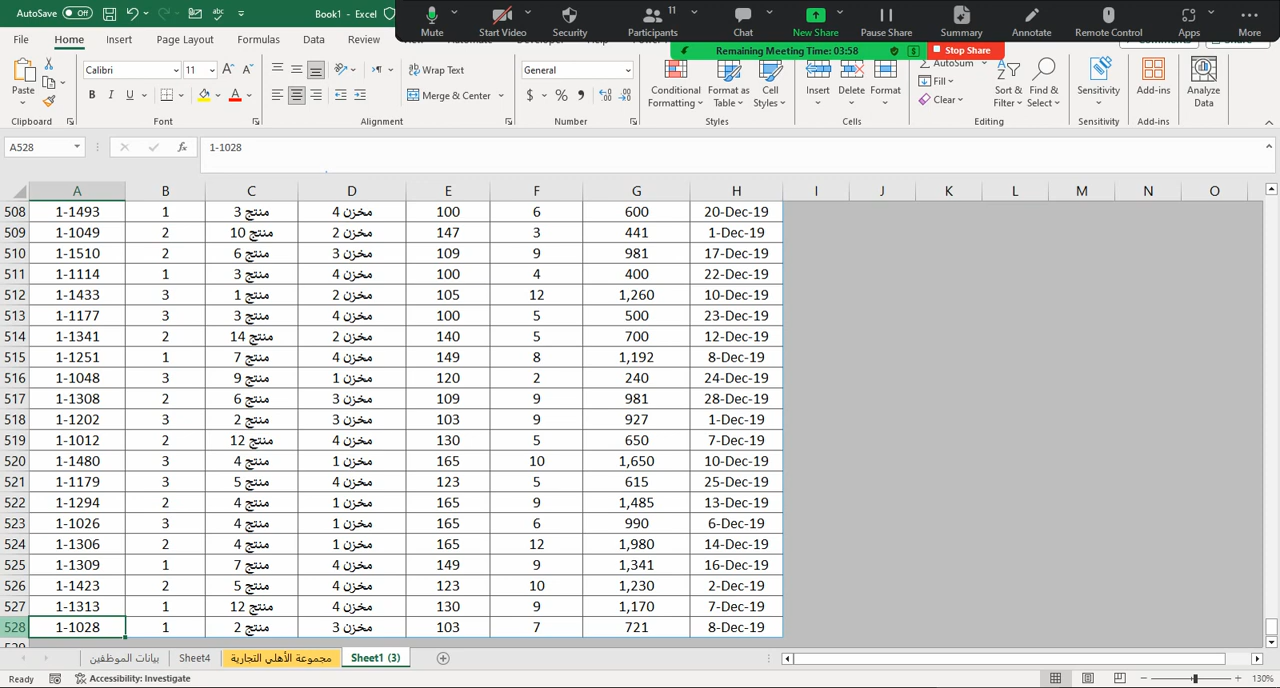 AutoSave Off Book1 - Excel
Mute Start Video Security Participants 11 Chat New Share Pause Share Summary Annotate Remote Control Apps More
Remaining Meeting Time: 03:58 $ Stop Share
File Home Insert Page Layout Formulas Data Review
Calibri 11 Wrap Text General AutoSum
Paste B I U Merge & Center $ % Conditional Formatting Format as Table Cell Styles Insert Delete Format Fill Clear Sort & Filter Find & Select Sensitivity Add-ins Analyze Data
Clipboard Font Alignment Number Styles Cells Editing Sensitivity Add-ins
A528 fx 1-1028
A B C D E F G H I J K L M N O
508 1-1493 1 منتج 3 مخزن 4 100 6 600 20-Dec-19
509 1-1049 2 منتج 10 مخزن 2 147 3 441 1-Dec-19
510 1-1510 2 منتج 6 مخزن 3 109 9 981 17-Dec-19
511 1-1114 1 منتج 3 مخزن 4 100 4 400 22-Dec-19
512 1-1433 3 منتج 1 مخزن 2 105 12 1,260 10-Dec-19
513 1-1177 3 منتج 3 مخزن 4 100 5 500 23-Dec-19
514 1-1341 2 منتج 14 مخزن 2 140 5 700 12-Dec-19
515 1-1251 1 منتج 7 مخزن 4 149 8 1,192 8-Dec-19
516 1-1048 3 منتج 9 مخزن 1 120 2 240 24-Dec-19
517 1-1308 2 منتج 6 مخزن 3 109 9 981 28-Dec-19
518 1-1202 3 منتج 2 مخزن 3 103 9 927 1-Dec-19
519 1-1012 2 منتج 12 مخزن 4 130 5 650 7-Dec-19
520 1-1480 3 منتج 4 مخزن 1 165 10 1,650 10-Dec-19
521 1-1179 3 منتج 5 مخزن 4 123 5 615 25-Dec-19
522 1-1294 2 منتج 4 مخزن 1 165 9 1,485 13-Dec-19
523 1-1026 3 منتج 4 مخزن 1 165 6 990 6-Dec-19
524 1-1306 2 منتج 4 مخزن 1 165 12 1,980 14-Dec-19
525 1-1309 1 منتج 7 مخزن 4 149 9 1,341 16-Dec-19
526 1-1423 2 منتج 5 مخزن 4 123 10 1,230 2-Dec-19
527 1-1313 1 منتج 12 مخزن 4 130 9 1,170 7-Dec-19
528 1-1028 1 منتج 2 مخزن 3 103 7 721 8-Dec-19
بيانات الموظفين Sheet4 مجموعة الأهلي التجارية Sheet1 (3)
Ready Accessibility: Investigate 130%